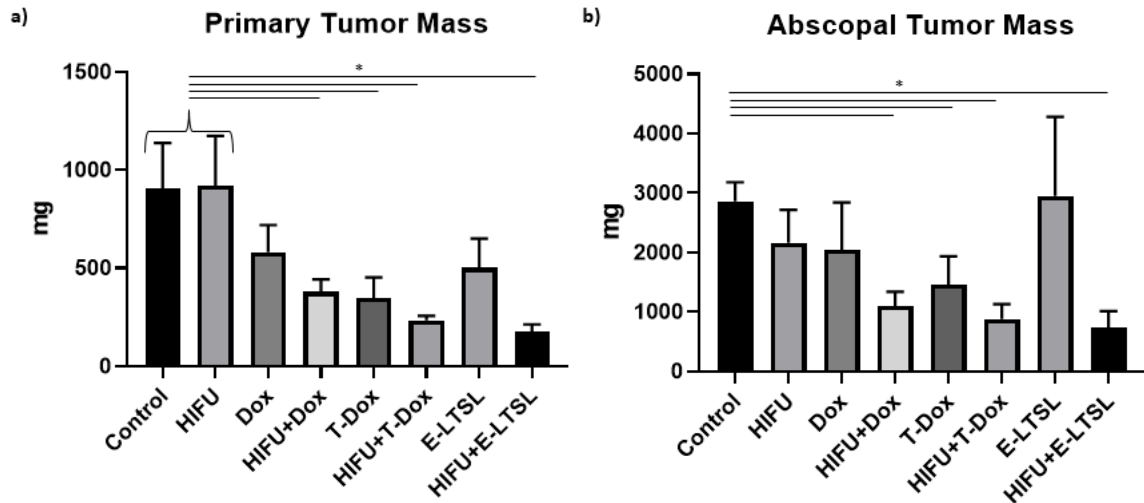 a)
Primary Tumor Mass
mg
1500
1000
500
0
*
Control
HIFU
Dox
HIFU+Dox
T-Dox
HIFU+T-Dox
E-LTSL
HIFU+E-LTSL
b)
Abscopal Tumor Mass
mg
5000
4000
3000
2000
1000
0
*
Control
HIFU
Dox
HIFU+Dox
T-Dox
HIFU+T-Dox
E-LTSL
HIFU+E-LTSL